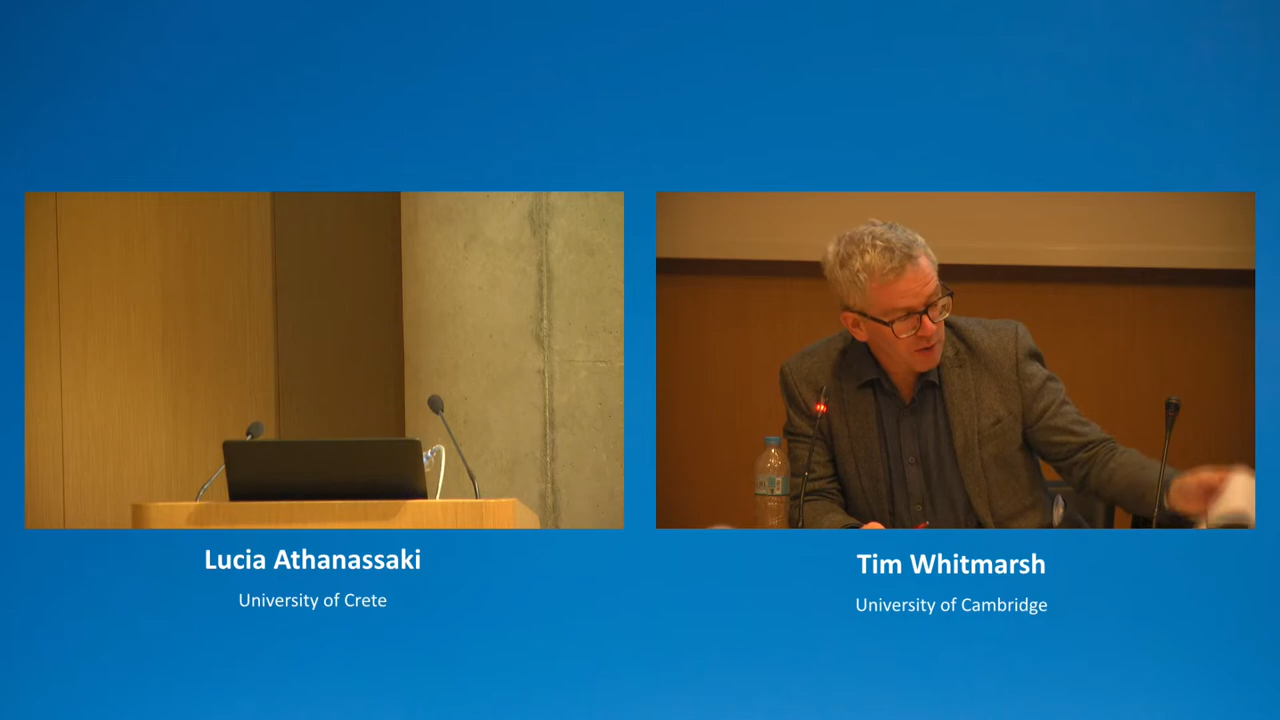 Lucia Athanassaki
University of Crete
Tim Whitmarsh
University of Cambridge